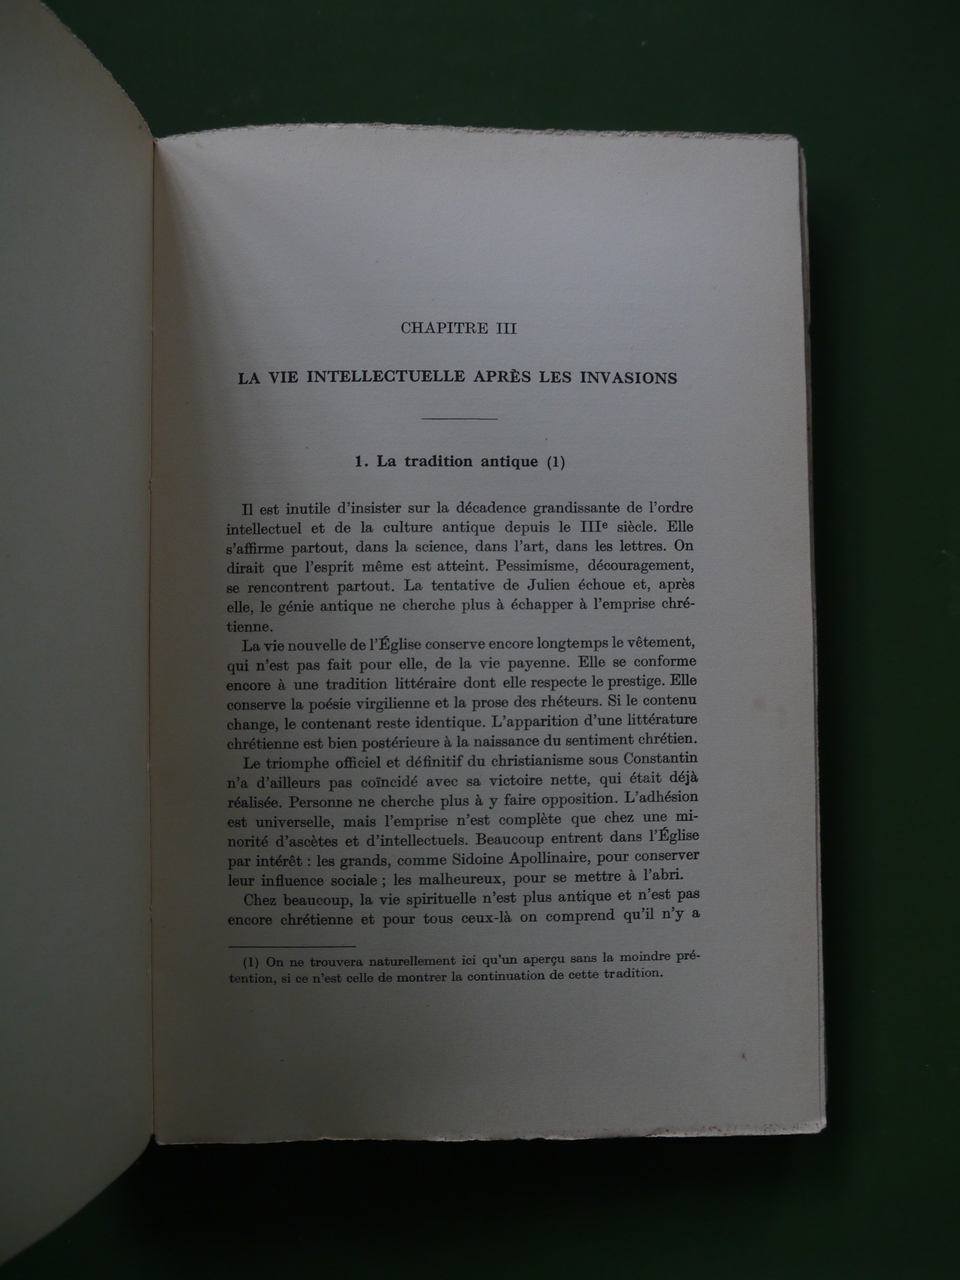 CHAPITRE III
LA VIE INTELLECTUELLE APRÈS LES INVASIONS
1. La tradition antique (1)
Il est inutile d'insister sur la décadence grandissante de l'ordre
intellectuel et de la culture antique depuis le IIIe siècle. Elle
s'affirme partout, dans la science, dans l'art, dans les lettres. On
dirait que l'esprit même est atteint. Pessimisme, découragement,
se rencontrent partout. La tentative de Julien échoue et, après
elle, le génie antique ne cherche plus à échapper à l'emprise chré-
tienne.
La vie nouvelle de l'Église conserve encore longtemps le vêtement,
qui n'est pas fait pour elle, de la vie payenne. Elle se conforme
encore à une tradition littéraire dont elle respecte le prestige. Elle
conserve la poésie virgilienne et la prose des rhéteurs. Si le contenu
change, le contenant reste identique. L'apparition d'une littérature
chrétienne est bien postérieure à la naissance du sentiment chrétien.
Le triomphe officiel et définitif du christianisme sous Constantin
n'a d'ailleurs pas coïncidé avec sa victoire nette, qui était déjà
réalisée. Personne ne cherche plus à y faire opposition. L'adhésion
est universelle, mais l'emprise n'est complète que chez une mi-
norité d'ascètes et d'intellectuels. Beaucoup entrent dans l'Église
par intérêt : les grands, comme Sidoine Apollinaire, pour conserver
leur influence sociale ; les malheureux, pour se mettre à l'abri.
Chez beaucoup, la vie spirituelle n'est plus antique et n'est pas
encore chrétienne et pour tous ceux-là on comprend qu'il n'y a
(1) On ne trouvera naturellement ici qu'un aperçu sans la moindre pré-
tention, si ce n'est celle de montrer la continuation de cette tradition.